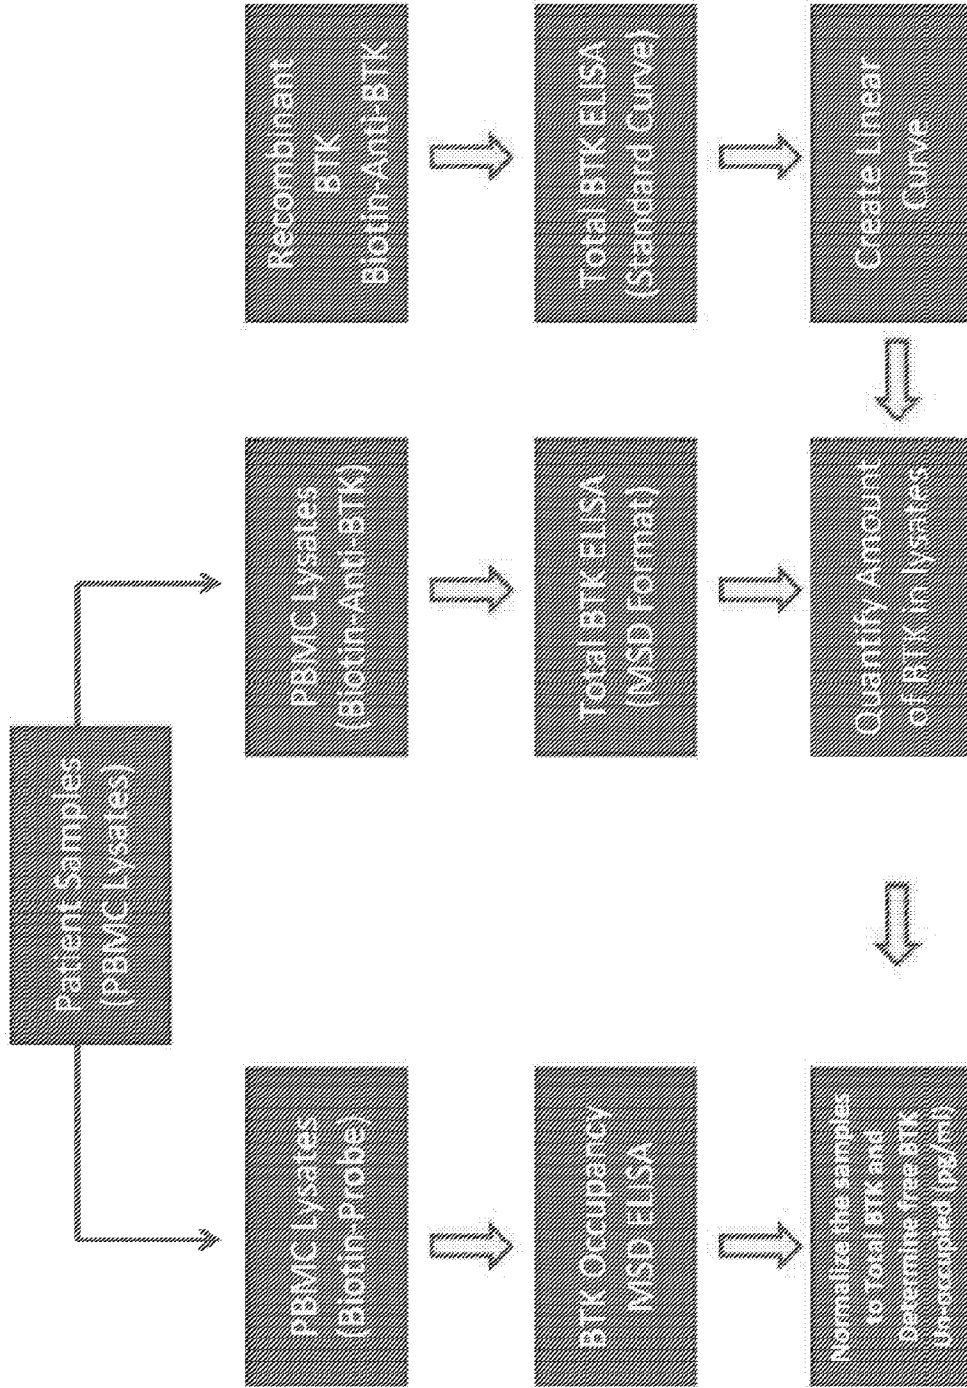 Patient Samples
(PBMC Lysates)
PBMC Lysates
(Biotin-Probe)
PBMC Lysates
(Biotin-Anti-BTK)
Recombinant
BTK
Biotin-Anti-BTK
BTK Occupancy
MSD ELISA
Total BTK ELISA
(MSD Format)
Total BTK ELISA
(Standard Curve)
Normalize the samples
to Total BTK and
Determine free BTK
Un-occupied (pg/ml)
Quantify Amount
of BTK in lysates
Create Linear
Curve